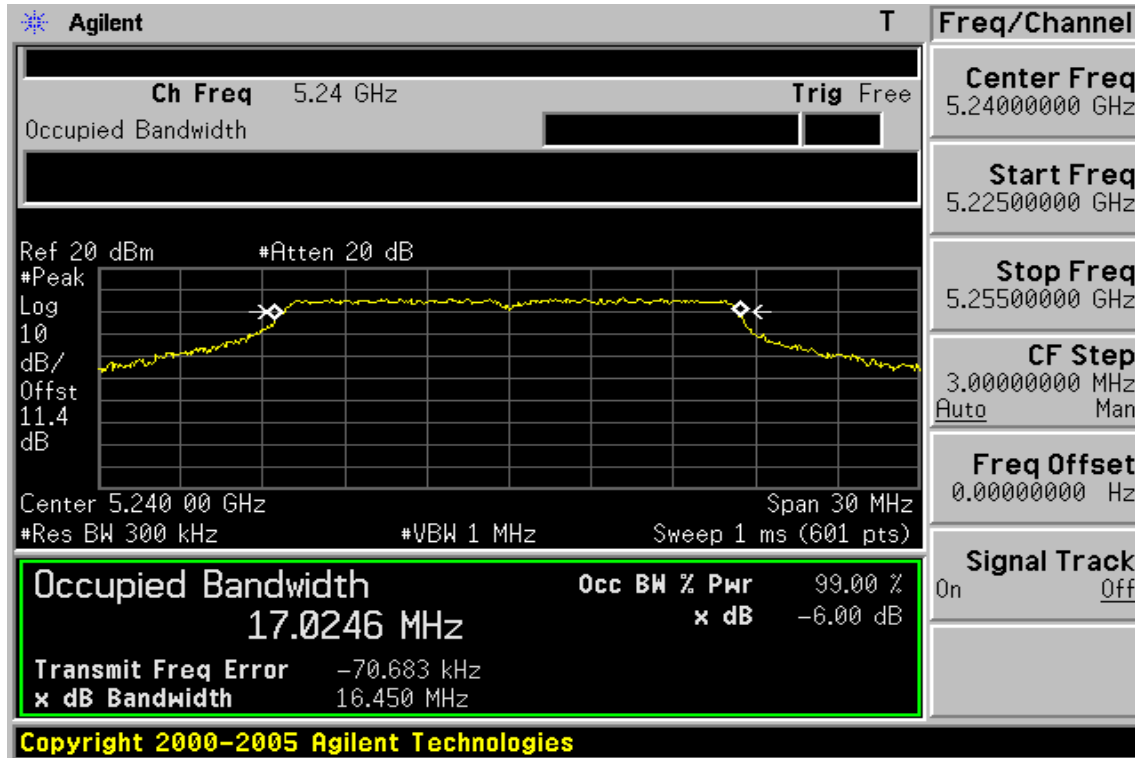 Agilent T
Freq/Channel
Ch Freq 5.24 GHz Trig Free
Occupied Bandwidth
Center Freq
5.24000000 GHz
Start Freq
5.22500000 GHz
Stop Freq
5.25500000 GHz
CF Step
3.00000000 MHz
Auto Man
Freq Offset
0.00000000 Hz
Signal Track
On Off
Ref 20 dBm #Atten 20 dB
#Peak
Log
10
dB/
Offst
11.4
dB
Center 5.240 00 GHz Span 30 MHz
#Res BW 300 kHz #VBW 1 MHz Sweep 1 ms (601 pts)
Occupied Bandwidth Occ BW % Pwr 99.00 %
17.0246 MHz x dB -6.00 dB
Transmit Freq Error -70.683 kHz
x dB Bandwidth 16.450 MHz
Copyright 2000-2005 Agilent Technologies